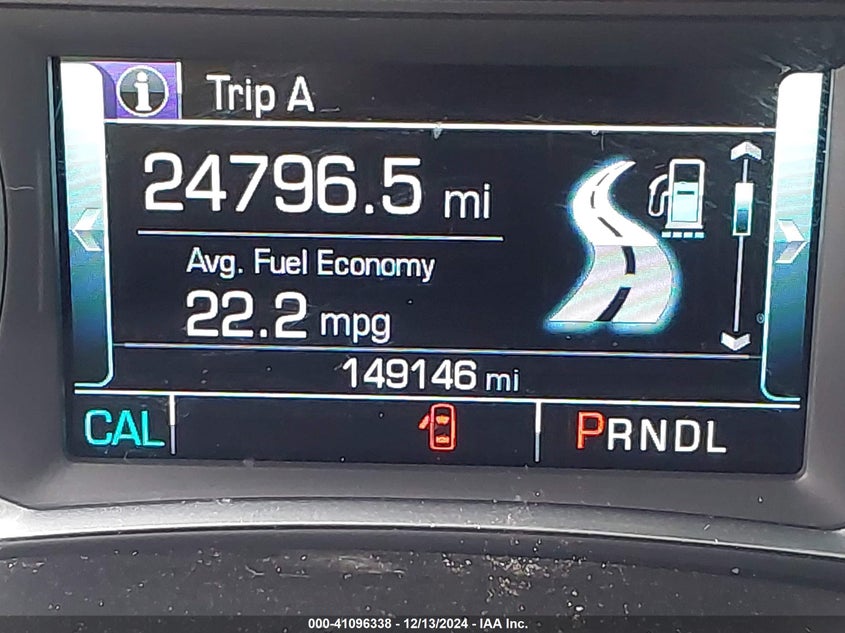 i Trip A
24796.5 mi
Avg. Fuel Economy
22.2 mpg
149146 mi
CAL PRNDL
000-41096338 - 12/13/2024 - IAA Inc.